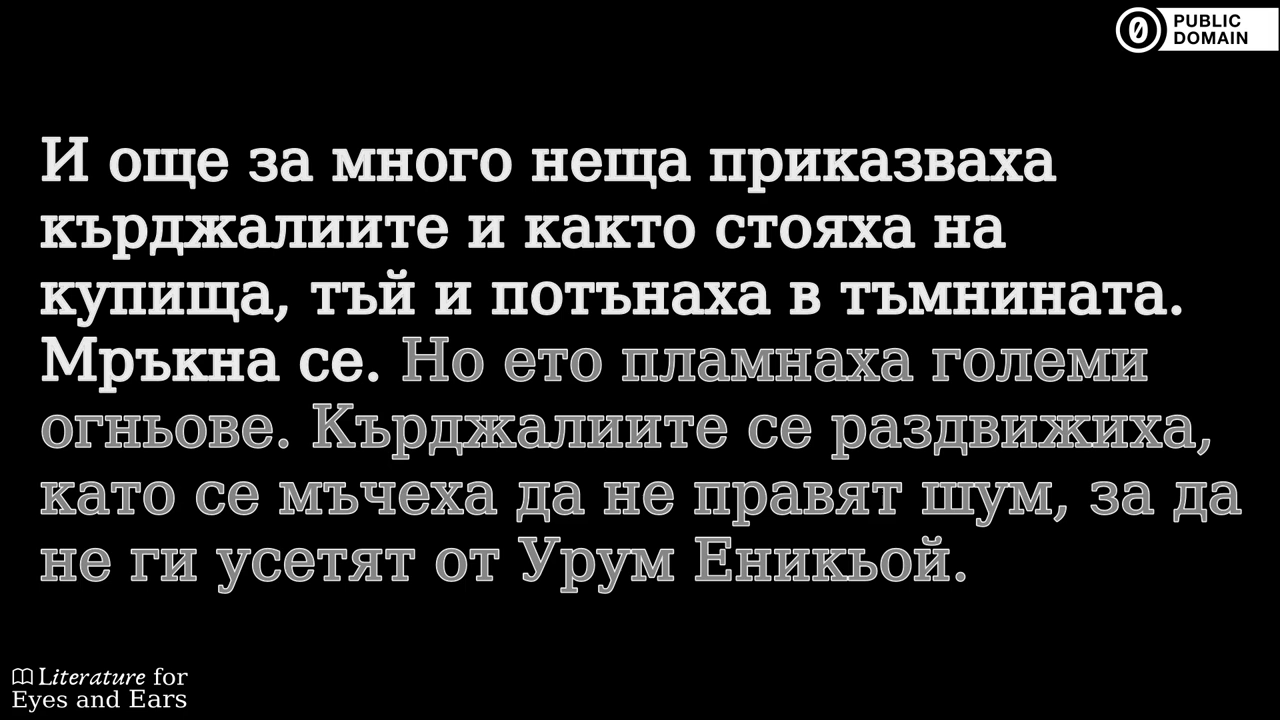 PUBLIC
DOMAIN
И още за много неща приказваха
кърджалиите и както стояха на
купища, тъй и потънаха в тъмнината.
Мръкна се. Но ето пламнаха големи
огньове. Кърджалиите се раздвижиха,
като се мъчеха да не правят шум, за да
не ги усетят от Урум Еникьой.
Literature for
Eyes and Ears